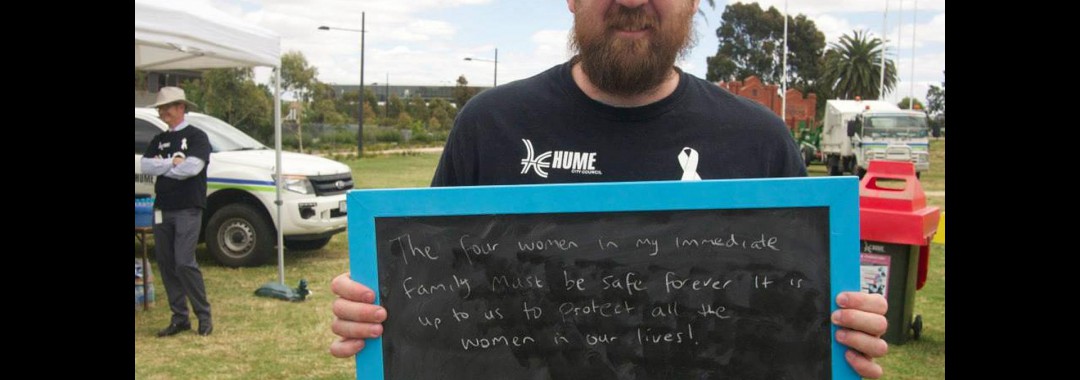 HUME
CITY COUNCIL
HUME
The four women in my immediate
family must be safe forever It is
up to us to protect all the
women in our lives!